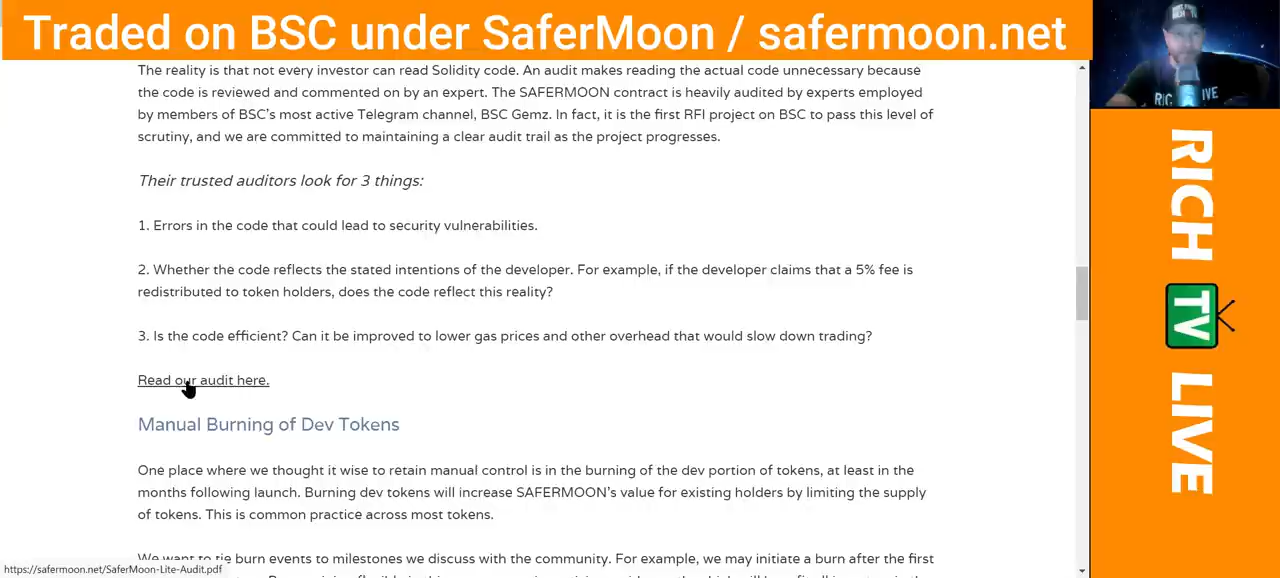 Traded on BSC under SaferMoon / safermoon.net
The reality is that not every investor can read Solidity code. An audit makes reading the actual code unnecessary because
the code is reviewed and commented on by an expert. The SAFERMOON contract is heavily audited by experts employed
by members of BSC's most active Telegram channel, BSC Gemz. In fact, it is the first RFI project on BSC to pass this level of
scrutiny, and we are committed to maintaining a clear audit trail as the project progresses.
Their trusted auditors look for 3 things:
1. Errors in the code that could lead to security vulnerabilities.
2. Whether the code reflects the stated intentions of the developer. For example, if the developer claims that a 5% fee is
redistributed to token holders, does the code reflect this reality?
3. Is the code efficient? Can it be improved to lower gas prices and other overhead that would slow down trading?
Read our audit here.
Manual Burning of Dev Tokens
One place where we thought it wise to retain manual control is in the burning of the dev portion of tokens, at least in the
months following launch. Burning dev tokens will increase SAFERMOON's value for existing holders by limiting the supply
of tokens. This is common practice across most tokens.
We want to tie burn events to milestones we discuss with the community. For example, we may initiate a burn after the first
https://safermoon.net/SaferMoon-Lite-Audit.pdf
RICH
TV
LIVE